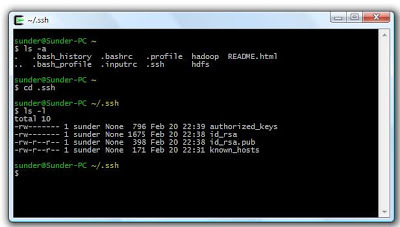 ~/.ssh
sunder@Sunder-PC ~
$ ls -a
.   .bash_history  .bashrc   .profile  hadoop  README.html
..  .bash_profile  .inputrc  .ssh      hdfs
sunder@Sunder-PC ~
$ cd .ssh
sunder@Sunder-PC ~/.ssh
$ ls -l
total 10
-rw------- 1 sunder None  796 Feb 20 22:39 authorized_keys
-rw------- 1 sunder None 1675 Feb 20 22:38 id_rsa
-rw-r--r-- 1 sunder None  398 Feb 20 22:38 id_rsa.pub
-rw-r--r-- 1 sunder None  171 Feb 20 22:31 known_hosts
sunder@Sunder-PC ~/.ssh
$